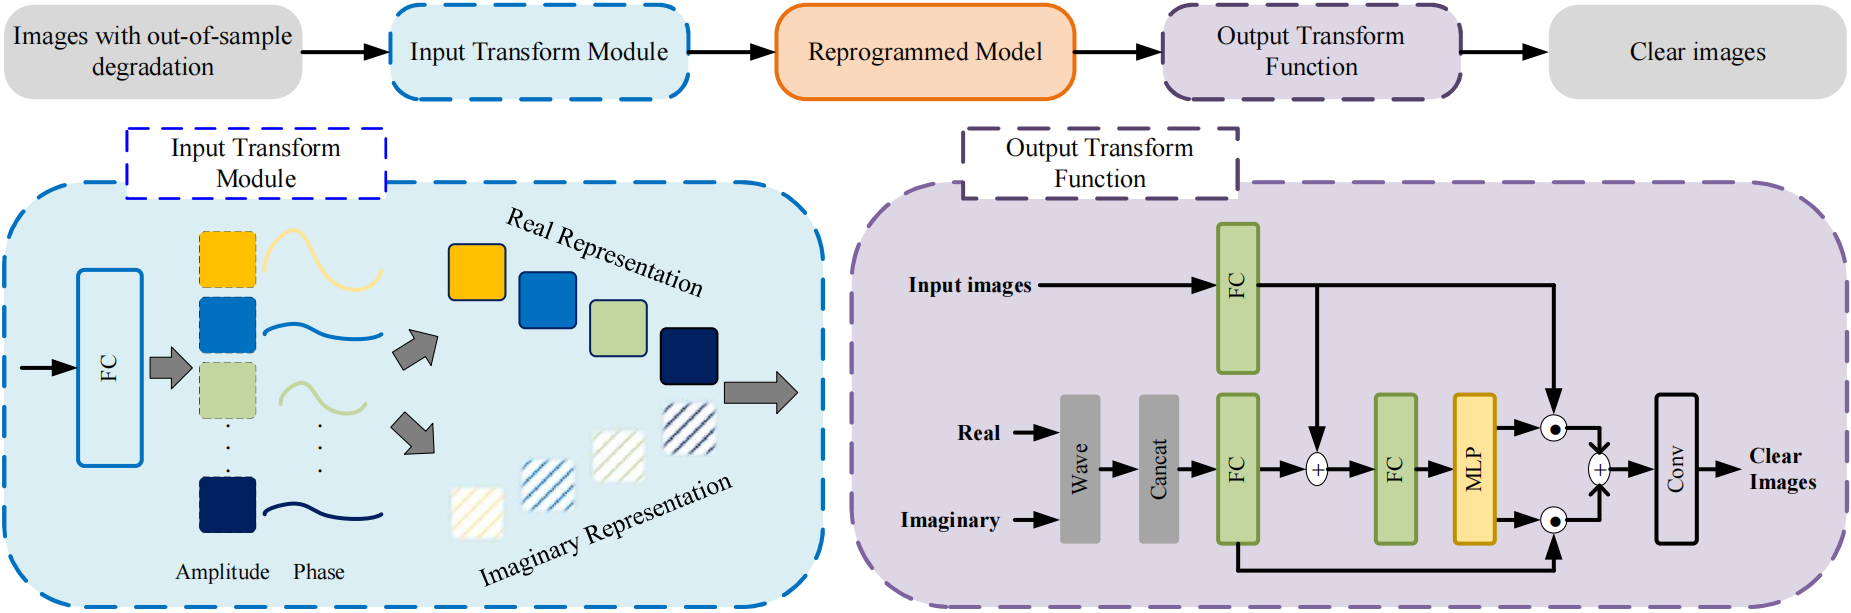 Images with out-of-sample
degradation
Input Transform Module
Reprogrammed Model
Output Transform
Function
Clear images
Input Transform
Module
FC
Amplitude
Phase
Real Representation
Imaginary Representation
Output Transform
Function
Input images
FC
Real
Imaginary
Wave
Cancat
FC
+
FC
MLP
+
Conv
Clear
Images